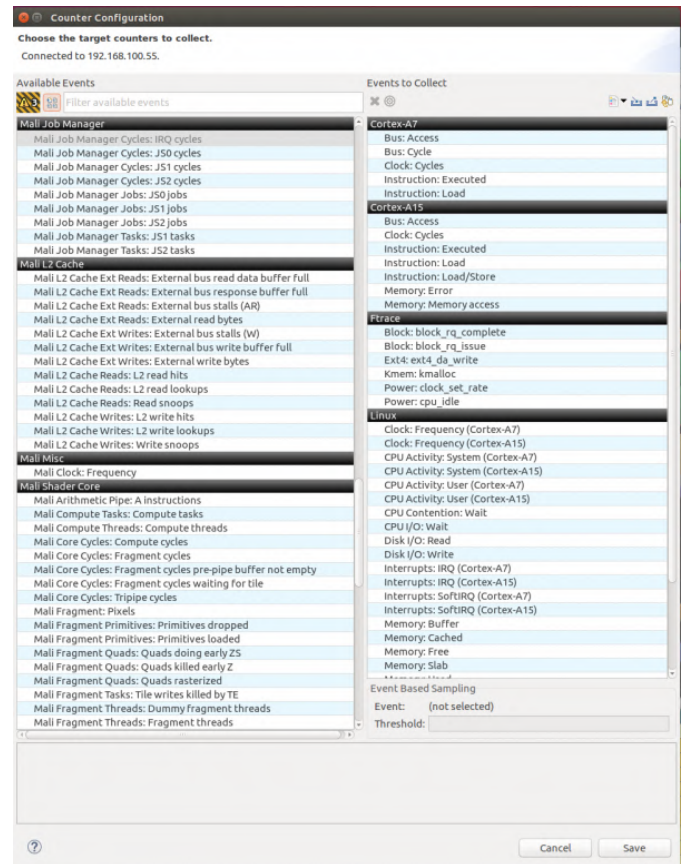 Counter Configuration
Choose the target counters to collect.
Connected to 192.168.100.55.
Available Events
Filter available events
Mali Job Manager
Mali Job Manager Cycles: IRQ cycles
Mali Job Manager Cycles: JS0 cycles
Mali Job Manager Cycles: JS1 cycles
Mali Job Manager Cycles: JS2 cycles
Mali Job Manager Jobs: JS0 jobs
Mali Job Manager Jobs: JS1 jobs
Mali Job Manager Jobs: JS2 jobs
Mali Job Manager Tasks: JS1 tasks
Mali Job Manager Tasks: JS2 tasks
Mali L2 Cache
Mali L2 Cache Ext Reads: External bus read data buffer full
Mali L2 Cache Ext Reads: External bus response buffer full
Mali L2 Cache Ext Reads: External bus stalls (AR)
Mali L2 Cache Ext Reads: External read bytes
Mali L2 Cache Ext Writes: External bus stalls (W)
Mali L2 Cache Ext Writes: External bus write buffer full
Mali L2 Cache Ext Writes: External write bytes
Mali L2 Cache Reads: L2 read hits
Mali L2 Cache Reads: L2 read lookups
Mali L2 Cache Reads: Read snoops
Mali L2 Cache Writes: L2 write hits
Mali L2 Cache Writes: L2 write lookups
Mali L2 Cache Writes: Write snoops
Mali Misc
Mali Clock: Frequency
Mali Shader Core
Mali Arithmetic Pipe: A instructions
Mali Compute Tasks: Compute tasks
Mali Compute Threads: Compute threads
Mali Core Cycles: Compute cycles
Mali Core Cycles: Fragment cycles
Mali Core Cycles: Fragment cycles pre-pipe buffer not empty
Mali Core Cycles: Fragment cycles waiting for tile
Mali Core Cycles: Tripipe cycles
Mali Fragment: Pixels
Mali Fragment Primitives: Primitives dropped
Mali Fragment Primitives: Primitives loaded
Mali Fragment Quads: Quads doing early ZS
Mali Fragment Quads: Quads killed early Z
Mali Fragment Quads: Quads rasterized
Mali Fragment Tasks: Tile writes killed by TE
Mali Fragment Threads: Dummy fragment threads
Mali Fragment Threads: Fragment threads
Events to Collect
Cortex-A7
Bus: Access
Bus: Cycle
Clock: Cycles
Instruction: Executed
Instruction: Load
Cortex-A15
Bus: Access
Clock: Cycles
Instruction: Executed
Instruction: Load
Instruction: Load/Store
Memory: Error
Memory: Memory access
Ftrace
Block: block_rq_complete
Block: block_rq_issue
Ext4: ext4_da_write
Kmem: kmalloc
Power: clock_set_rate
Power: cpu_idle
Linux
Clock: Frequency (Cortex-A7)
Clock: Frequency (Cortex-A15)
CPU Activity: System (Cortex-A7)
CPU Activity: System (Cortex-A15)
CPU Activity: User (Cortex-A7)
CPU Activity: User (Cortex-A15)
CPU Contention: Wait
CPU I/O: Wait
Disk I/O: Read
Disk I/O: Write
Interrupts: IRQ (Cortex-A7)
Interrupts: IRQ (Cortex-A15)
Interrupts: SoftIRQ (Cortex-A7)
Interrupts: SoftIRQ (Cortex-A15)
Memory: Buffer
Memory: Cached
Memory: Free
Memory: Slab
Event Based Sampling
Event: (not selected)
Threshold:
?
Cancel
Save